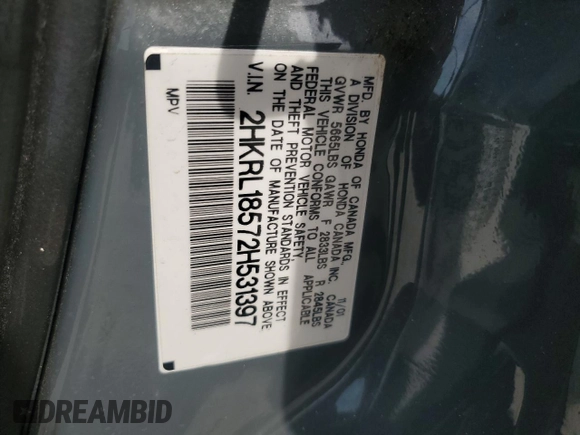 MFD. BY HONDA OF CANADA MFG.
A DIVISION OF HONDA CANADA, INC. 11/01
GVWR 5665LBS GAWR F 2833LBS R 2845LBS
THIS VEHICLE CONFORMS TO ALL APPLICABLE
FEDERAL MOTOR VEHICLE SAFETY,
AND THEFT PREVENTION STANDARDS IN EFFECT
ON THE DATE OF MANUFACTURE SHOWN ABOVE.
V.I.N. 2HKRL18572H531397
MPV
CANADA
DREAMBID